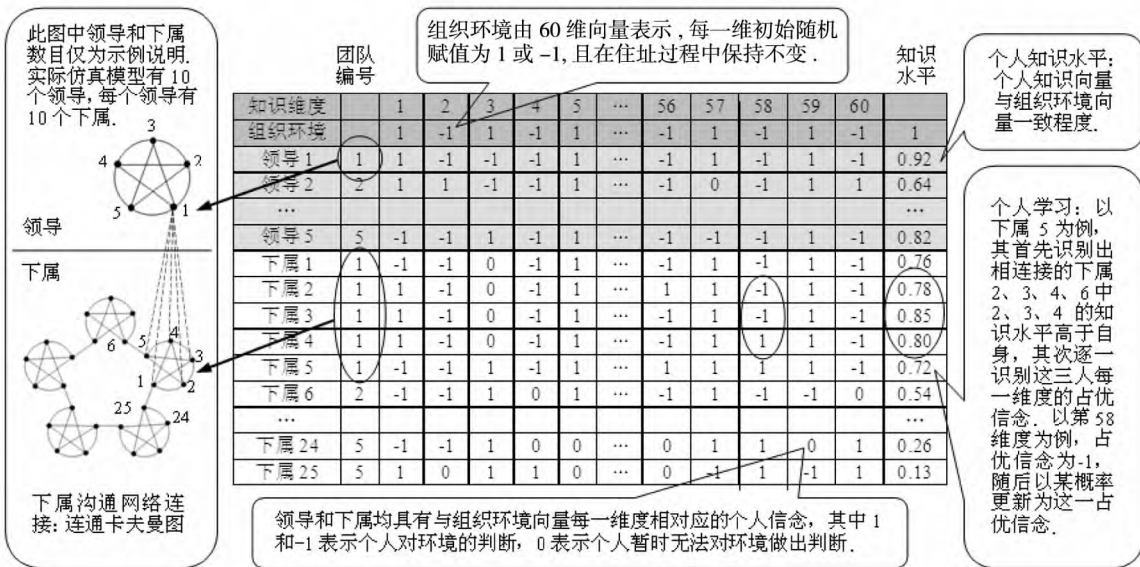 此图中领导和下属
数目仅为示例说明.
实际仿真模型有 10
个领导,每个领导有
10 个下属.
3
4
2
5
1
领导
下属
4
5
3
6
1
2
25
24
下属沟通网络连
接: 连通卡夫曼图
组织环境由 60 维向量表示 , 每一维初始随机
赋值为 1 或 –1, 且在住址过程中保持不变 .
团队
编号
知识
水平
知识维度 1 2 3 4 5 … 56 57 58 59 60
组织环境 1 -1 1 -1 1 … -1 1 -1 1 -1 1
领导 1 1 1 -1 -1 -1 1 … -1 1 -1 1 -1 0.92
领导 2 2 1 1 -1 -1 1 … -1 0 -1 1 1 0.64
… …
领导 5 5 -1 -1 1 -1 1 … -1 -1 -1 1 -1 0.82
下属 1 1 -1 -1 0 -1 1 … -1 1 -1 1 -1 0.76
下属 2 1 1 -1 0 -1 1 … 1 1 -1 1 -1 0.78
下属 3 1 1 -1 0 -1 1 … -1 1 -1 1 -1 0.85
下属 4 1 1 -1 0 -1 1 … -1 1 1 1 -1 0.80
下属 5 1 -1 -1 1 -1 1 … 1 1 1 1 -1 0.72
下属 6 2 -1 -1 1 0 1 … -1 1 -1 -1 0 0.54
… …
下属 24 5 -1 -1 1 0 0 … 0 1 1 0 1 0.26
下属 25 5 1 0 1 1 0 … 0 -1 1 -1 1 0.13
个人知识水平:
个人知识向量
与组织环境向
量一致程度.
个人学习: 以
下属 5 为例,
其首先识别出
相连接的下属
2、3、4、6 中
2、3、4 的知
识水平高于自
身, 其次逐一
识别这三人每
一维度的占优
信念. 以第 58
维度为例, 占
优信念为-1,
随后以某概率
更新为这一占
优信念.
领导和下属均具有与组织环境向量每一维度相对应的个人信念, 其中 1
和-1 表示个人对环境的判断, 0 表示个人暂时无法对环境做出判断.